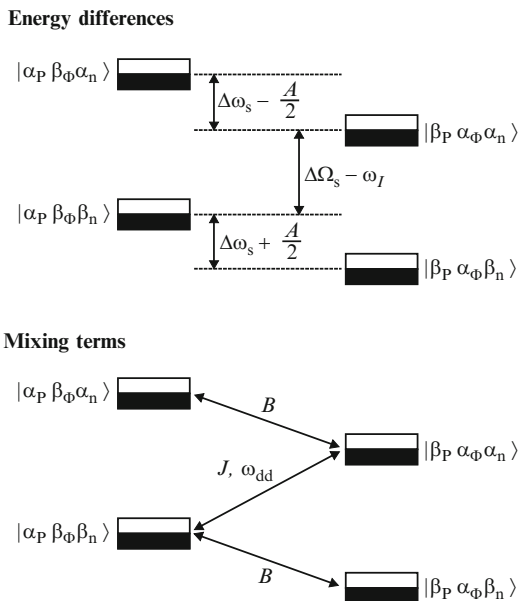 Energy differences
|α_P β_Φ α_n ⟩
Δω_s − A/2
|β_P α_Φ α_n ⟩
ΔΩ_s − ω_I
|α_P β_Φ β_n ⟩
Δω_s + A/2
|β_P α_Φ β_n ⟩
Mixing terms
|α_P β_Φ α_n ⟩
B
|β_P α_Φ α_n ⟩
J, ω_dd
|α_P β_Φ β_n ⟩
B
|β_P α_Φ β_n ⟩